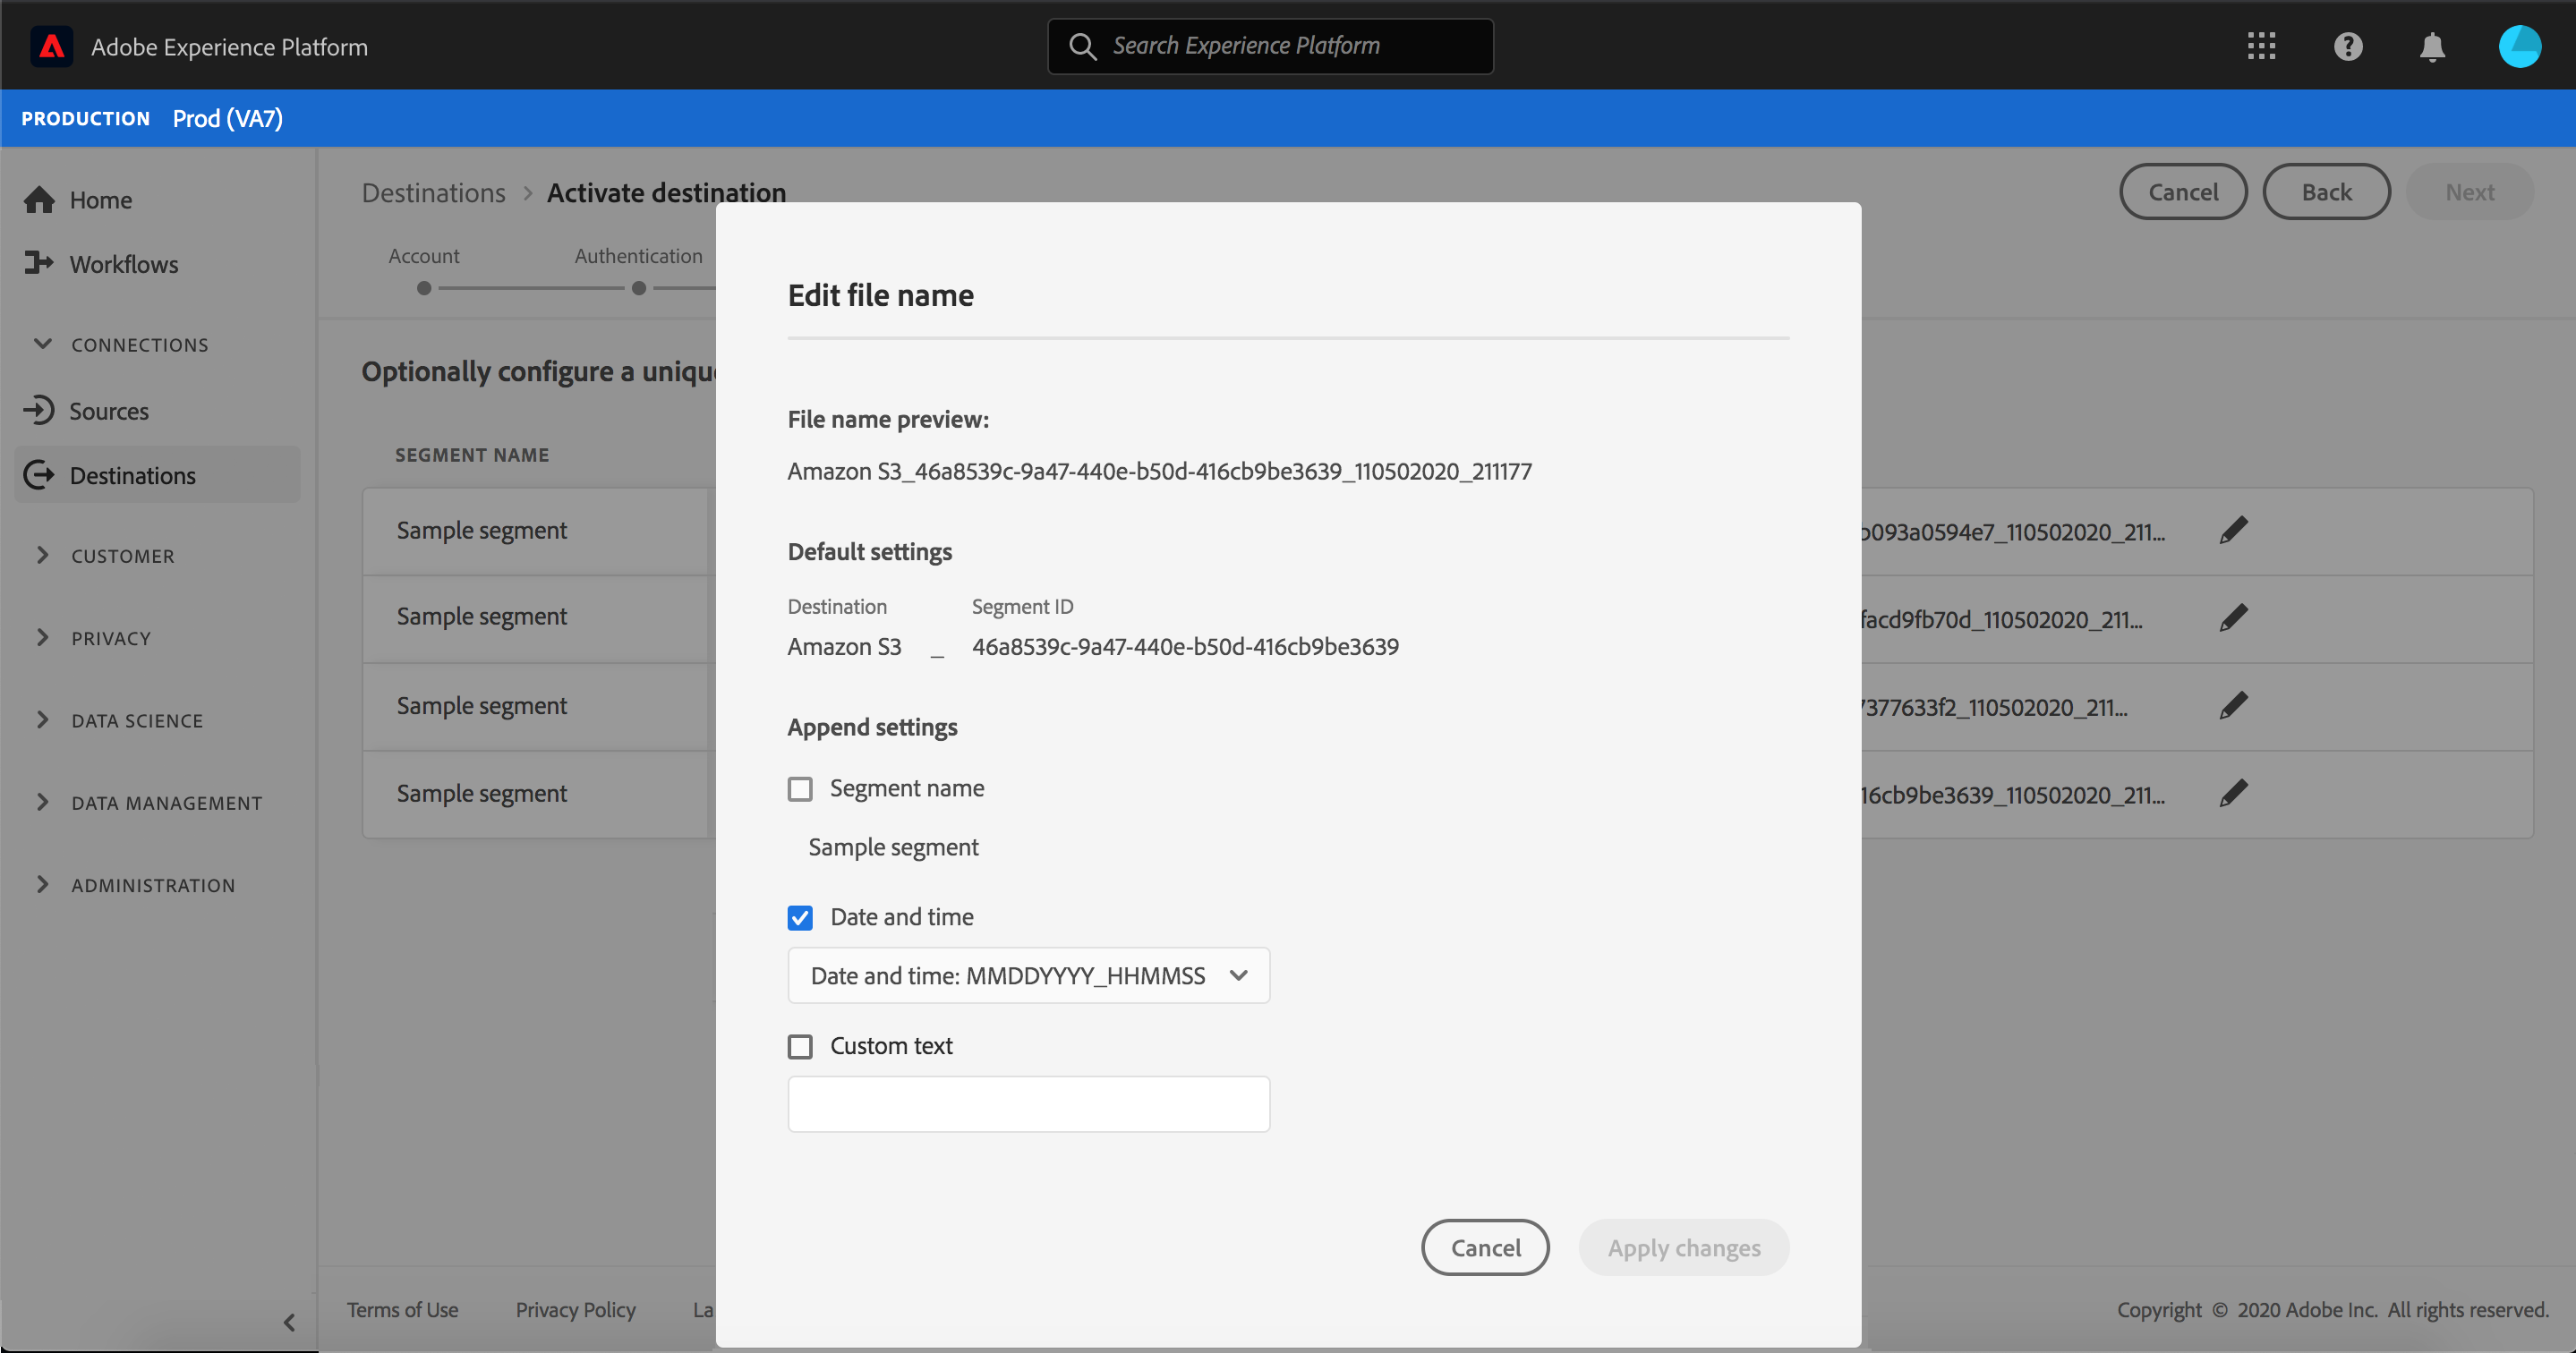 Adobe Experience Platform
Search Experience Platform
PRODUCTION Prod (VA7)
Home
Workflows
CONNECTIONS
Sources
Destinations
CUSTOMER
PRIVACY
DATA SCIENCE
DATA MANAGEMENT
ADMINISTRATION
Destinations > Activate destination
Cancel
Back
Next
Account
Authentication
Optionally configure a unique
SEGMENT NAME
Sample segment
093a0594e7_110502020_211...
Sample segment
facd9fb70d_110502020_211...
Sample segment
7377633f2_110502020_211...
Sample segment
16cb9be3639_110502020_211...
Edit file name
File name preview:
Amazon S3_46a8539c-9a47-440e-b50d-416cb9be3639_110502020_211177
Default settings
Destination Segment ID
Amazon S3 _ 46a8539c-9a47-440e-b50d-416cb9be3639
Append settings
Segment name
Sample segment
Date and time
Date and time: MMDDYYYY_HHMMSS
Custom text
Cancel
Apply changes
Terms of Use
Privacy Policy
La
Copyright © 2020 Adobe Inc. All rights reserved.